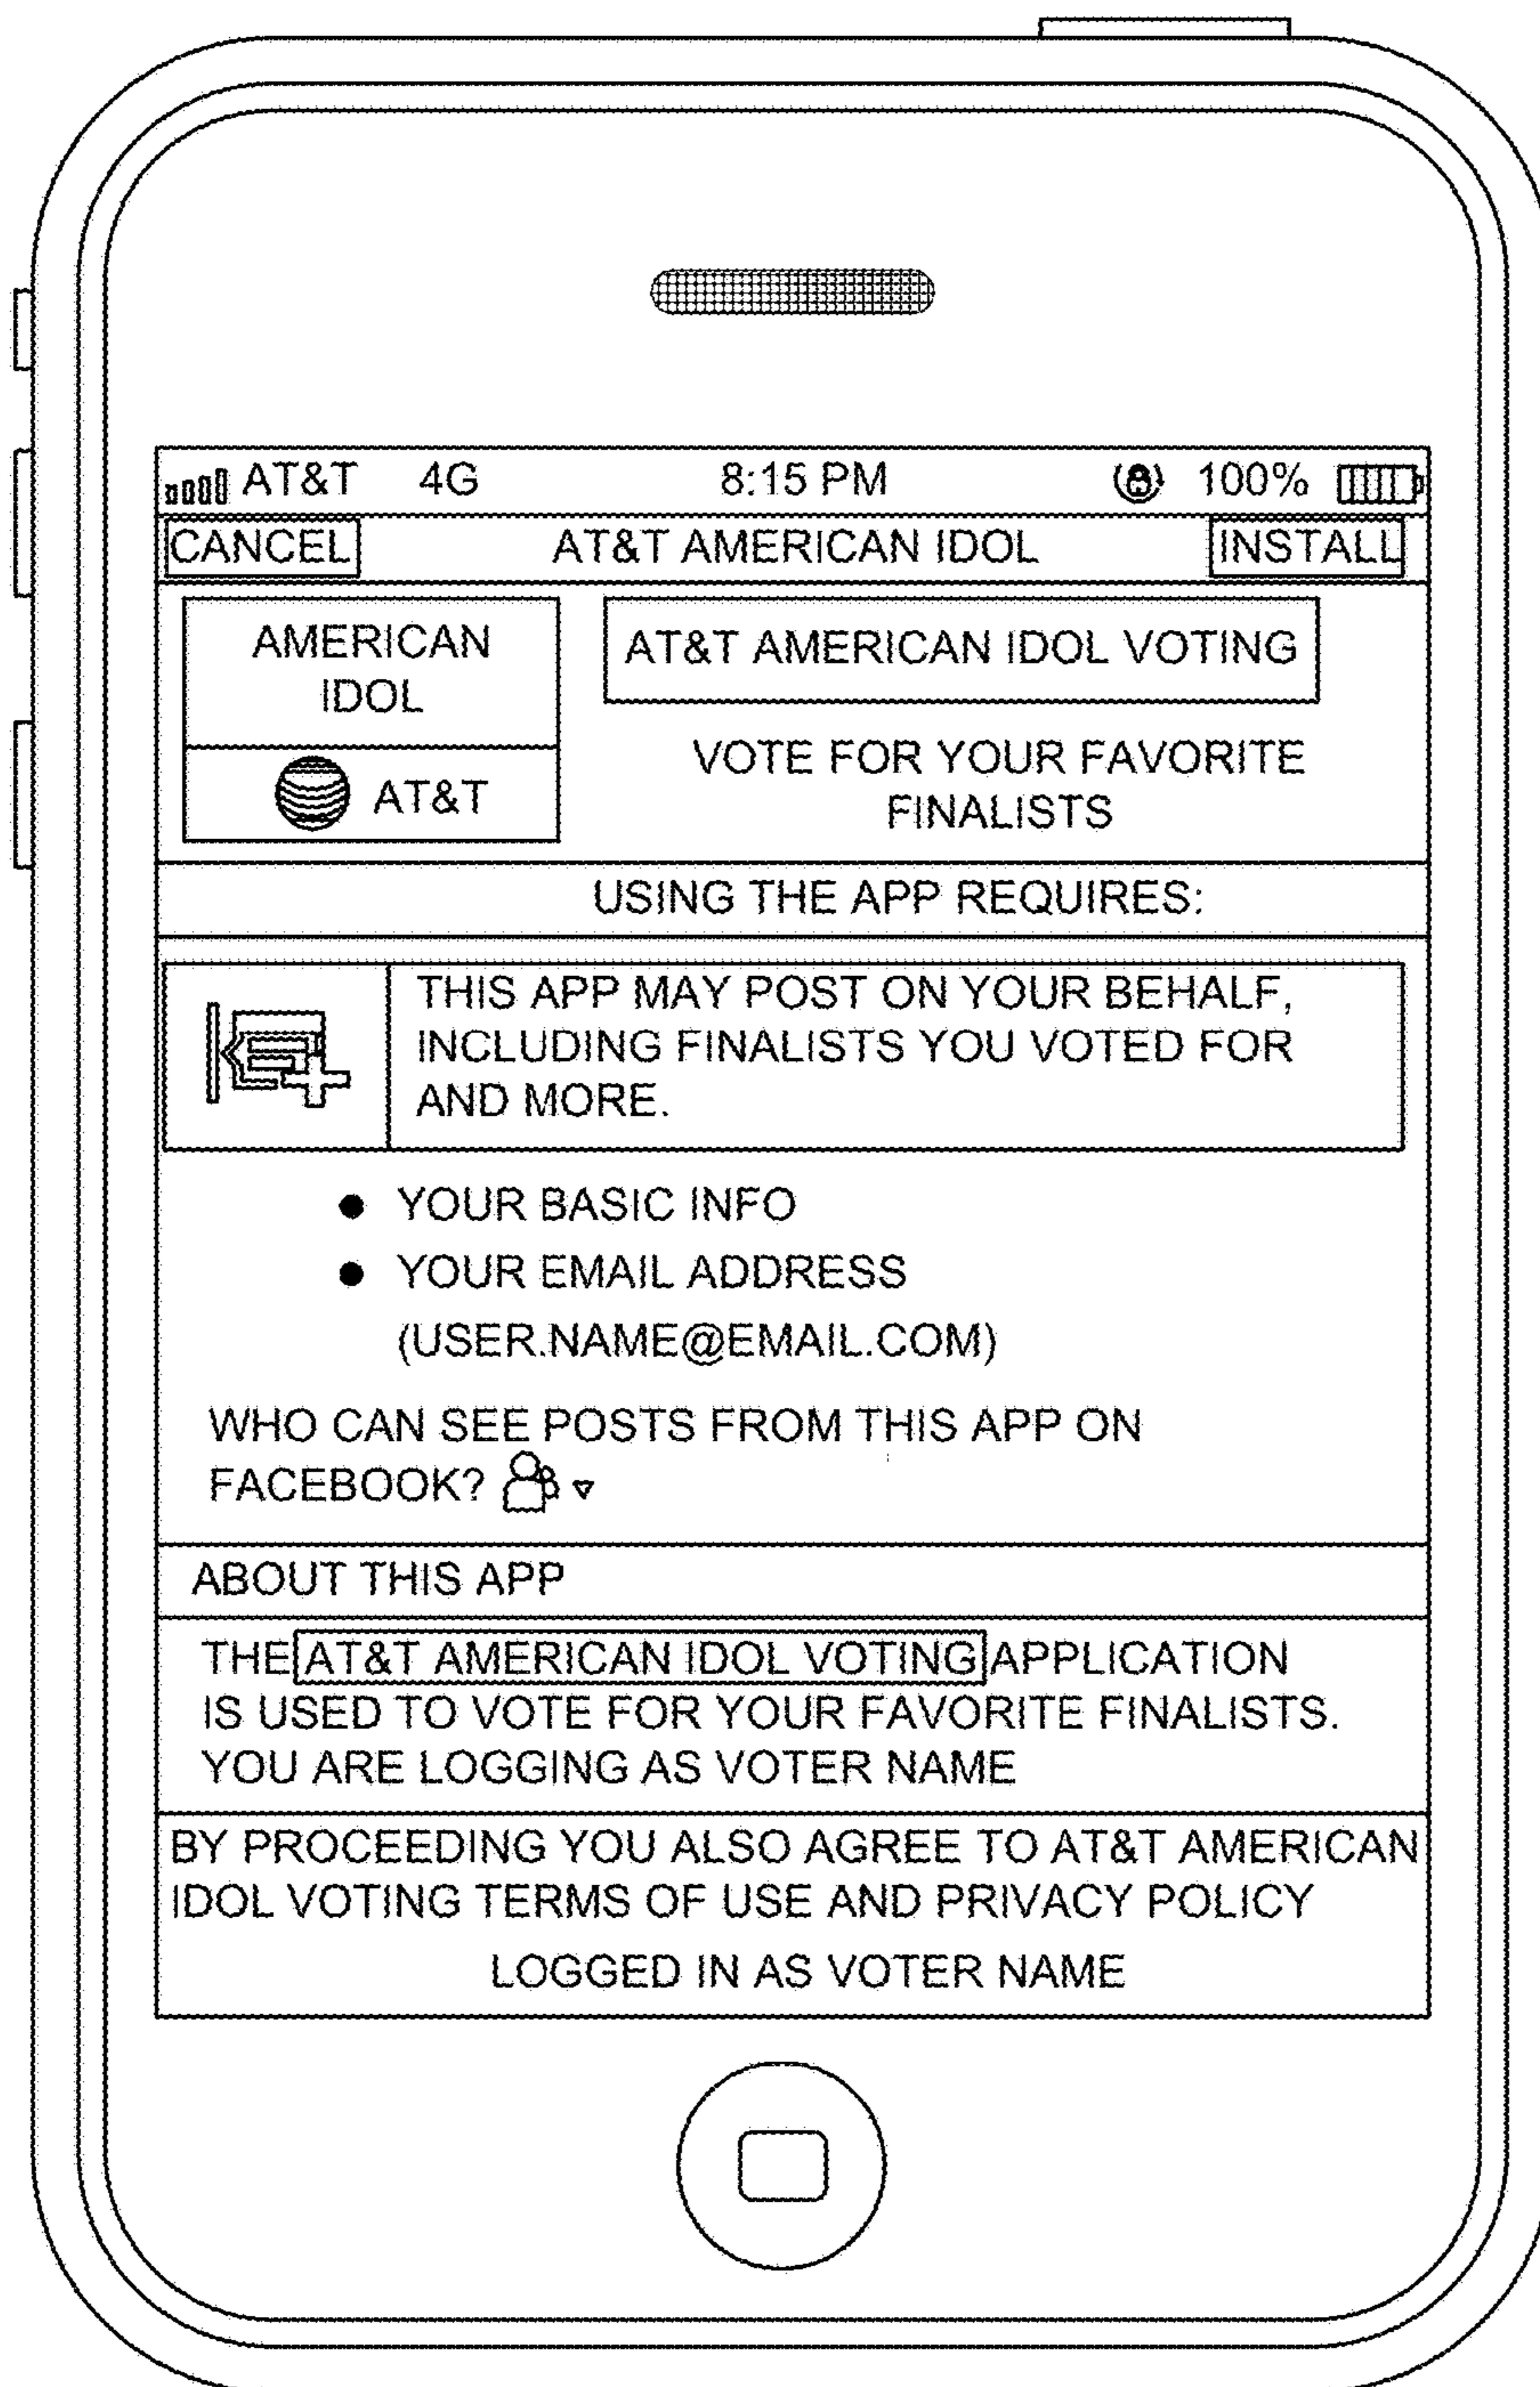 AT&T 4G 8:15 PM 100%
CANCEL AT&T AMERICAN IDOL INSTALL
AMERICAN
IDOL
AT&T
AT&T AMERICAN IDOL VOTING
VOTE FOR YOUR FAVORITE
FINALISTS
USING THE APP REQUIRES:
THIS APP MAY POST ON YOUR BEHALF,
INCLUDING FINALISTS YOU VOTED FOR
AND MORE.
• YOUR BASIC INFO
• YOUR EMAIL ADDRESS
(USER.NAME@EMAIL.COM)
WHO CAN SEE POSTS FROM THIS APP ON
FACEBOOK?
ABOUT THIS APP
THE AT&T AMERICAN IDOL VOTING APPLICATION
IS USED TO VOTE FOR YOUR FAVORITE FINALISTS.
YOU ARE LOGGING AS VOTER NAME
BY PROCEEDING YOU ALSO AGREE TO AT&T AMERICAN
IDOL VOTING TERMS OF USE AND PRIVACY POLICY
LOGGED IN AS VOTER NAME